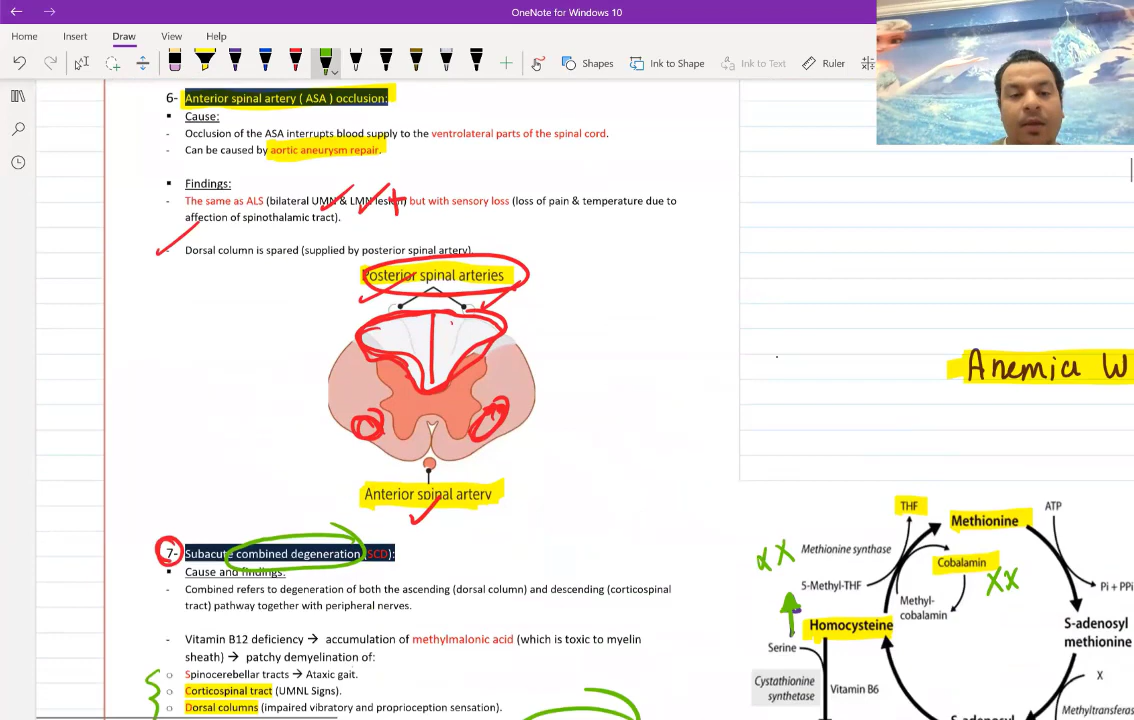 OneNote for Windows 10
Home Insert Draw View Help
Shapes Ink to Shape Ink to Text Ruler
6- Anterior spinal artery ( ASA ) occlusion:
Cause:
- Occlusion of the ASA interrupts blood supply to the ventrolateral parts of the spinal cord.
- Can be caused by aortic aneurysm repair.
Findings:
- The same as ALS (bilateral UMN & LMN lesion) but with sensory loss (loss of pain & temperature due to
affection of spinothalamic tract).
- Dorsal column is spared (supplied by posterior spinal artery).
Posterior spinal arteries
Anterior spinal artery
7- Subacute combined degeneration (SCD):
Cause and findings:
- Combined refers to degeneration of both the ascending (dorsal column) and descending (corticospinal
tract) pathway together with peripheral nerves.
- Vitamin B12 deficiency → accumulation of methylmalonic acid (which is toxic to myelin
sheath) → patchy demyelination of:
o Spinocerebellar tracts → Ataxic gait.
o Corticospinal tract (UMNL Signs).
o Dorsal columns (impaired vibratory and proprioception sensation).
Anemia W
THF
Methionine
ATP
Methionine synthase
Cobalamin
XX
5-Methyl-THF
Methyl-
cobalamin
Pi + PPi
Homocysteine
S-adenosyl
methionine
Serine
Cystathionine
synthetase
Vitamin B6
X
Methyltransferas
S-adenosyl